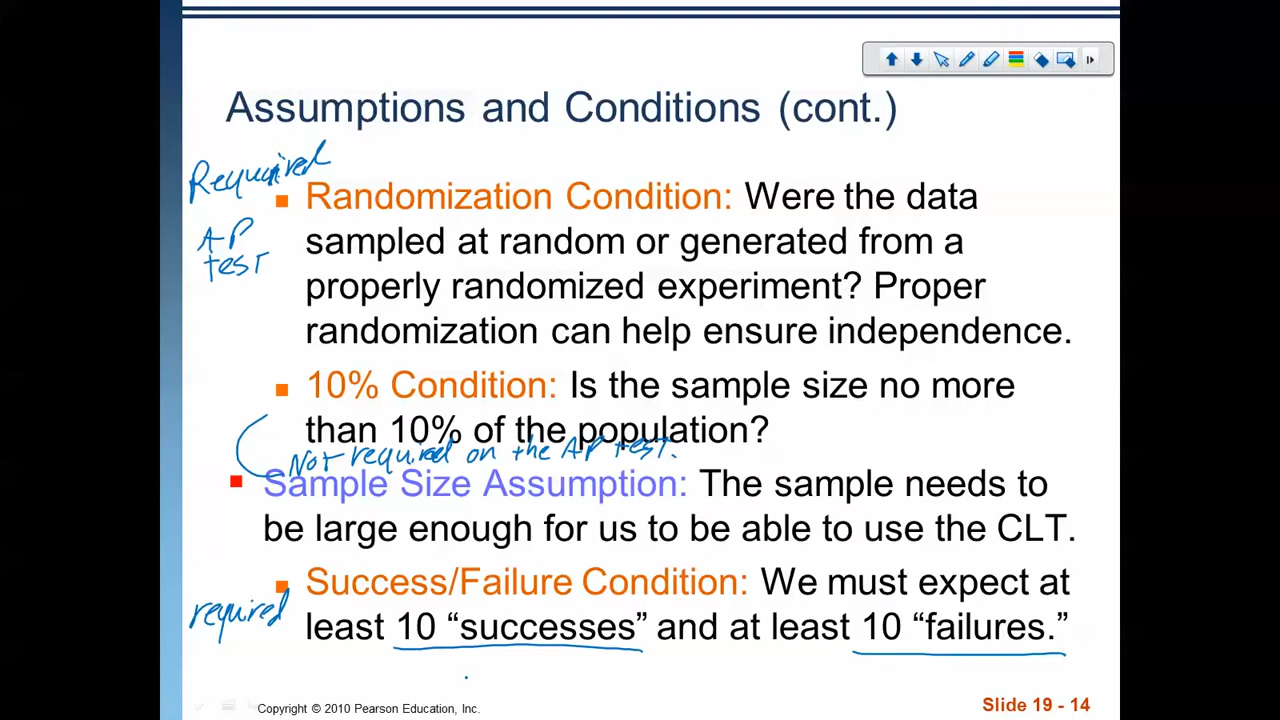 Assumptions and Conditions (cont.)
Required
AP
test
Randomization Condition: Were the data
sampled at random or generated from a
properly randomized experiment? Proper
randomization can help ensure independence.
10% Condition: Is the sample size no more
than 10% of the population?
Not required on the AP test.
Sample Size Assumption: The sample needs to
be large enough for us to be able to use the CLT.
required
Success/Failure Condition: We must expect at
least 10 “successes” and at least 10 “failures.”
Copyright © 2010 Pearson Education, Inc.
Slide 19 - 14